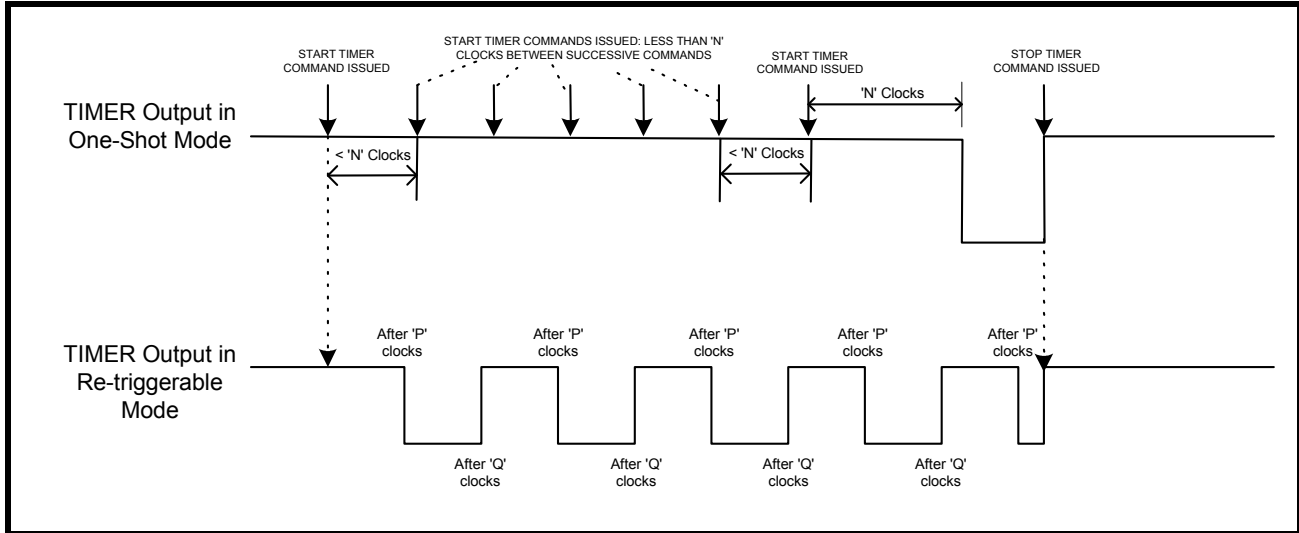 START TIMER
COMMAND ISSUED
START TIMER COMMANDS ISSUED: LESS THAN 'N'
CLOCKS BETWEEN SUCCESSIVE COMMANDS
START TIMER
COMMAND ISSUED
STOP TIMER
COMMAND ISSUED
'N' Clocks
TIMER Output in
One-Shot Mode
< 'N' Clocks
< 'N' Clocks
After 'P'
clocks
After 'P'
clocks
After 'P'
clocks
After 'P'
clocks
After 'P'
clocks
TIMER Output in
Re-triggerable
Mode
After 'Q'
clocks
After 'Q'
clocks
After 'Q'
clocks
After 'Q'
clocks